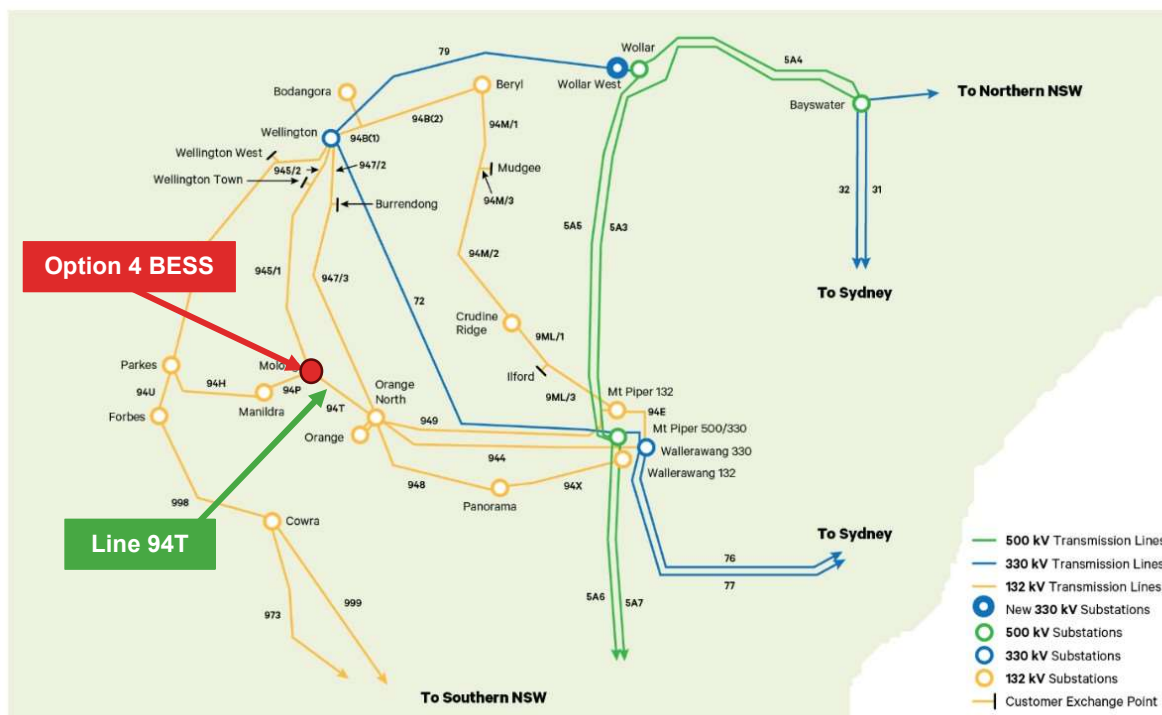 79
Wollar
Wollar West
5A4
Bayswater
To Northern NSW
Bodangora
Beryl
94B(2)
94M/1
Wellington
94B(1)
Wellington West
945/2
947/2
Wellington Town
Mudgee
94M/3
Burrendong
32
31
5A5
5A3
94M/2
Option 4 BESS
945/1
947/3
72
To Sydney
Crudine
Ridge
9ML/1
Ilford
Parkes
94U
94H
94P
Manildra
94T
Orange
North
9ML/3
Mt Piper 132
94E
Forbes
Orange
949
Mt Piper 500/330
944
Wallerawang 330
Wallerawang 132
948
94X
Panorama
998
Line 94T
Cowra
To Sydney
76
77
973
999
5A6
5A7
To Southern NSW
500 kV Transmission Lines
330 kV Transmission Lines
132 kV Transmission Lines
New 330 kV Substations
500 kV Substations
330 kV Substations
132 kV Substations
Customer Exchange Point